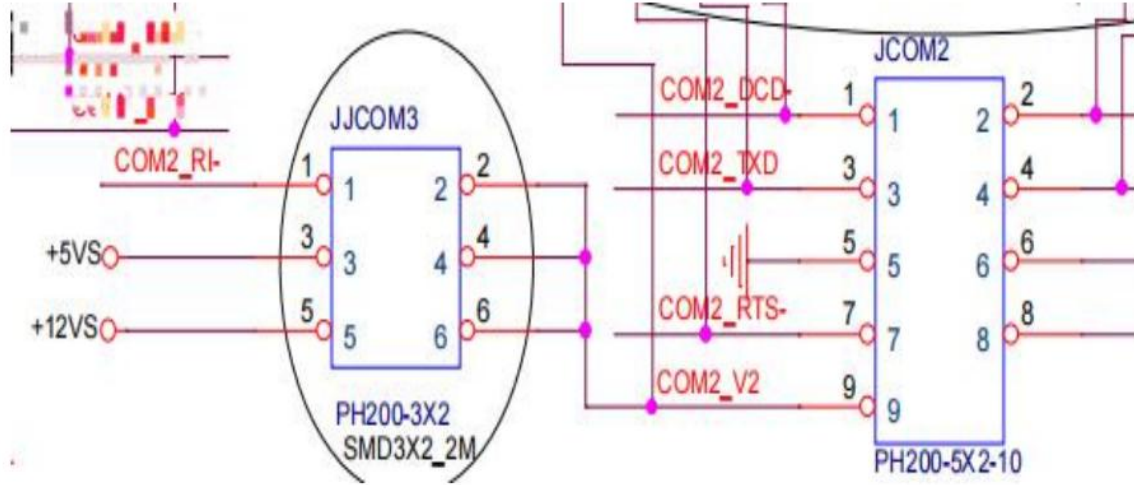 JJCOM3
COM2_RI-
1 1 2 2
+5VS 3 3 4 4
+12VS 5 5 6 6
PH200-3X2
SMD3X2_2M
JCOM2
COM2_DCD- 1 1 2 2
COM2_TXD 3 3 4 4
5 5 6 6
COM2_RTS- 7 7 8 8
COM2_V2 9 9
PH200-5X2-10